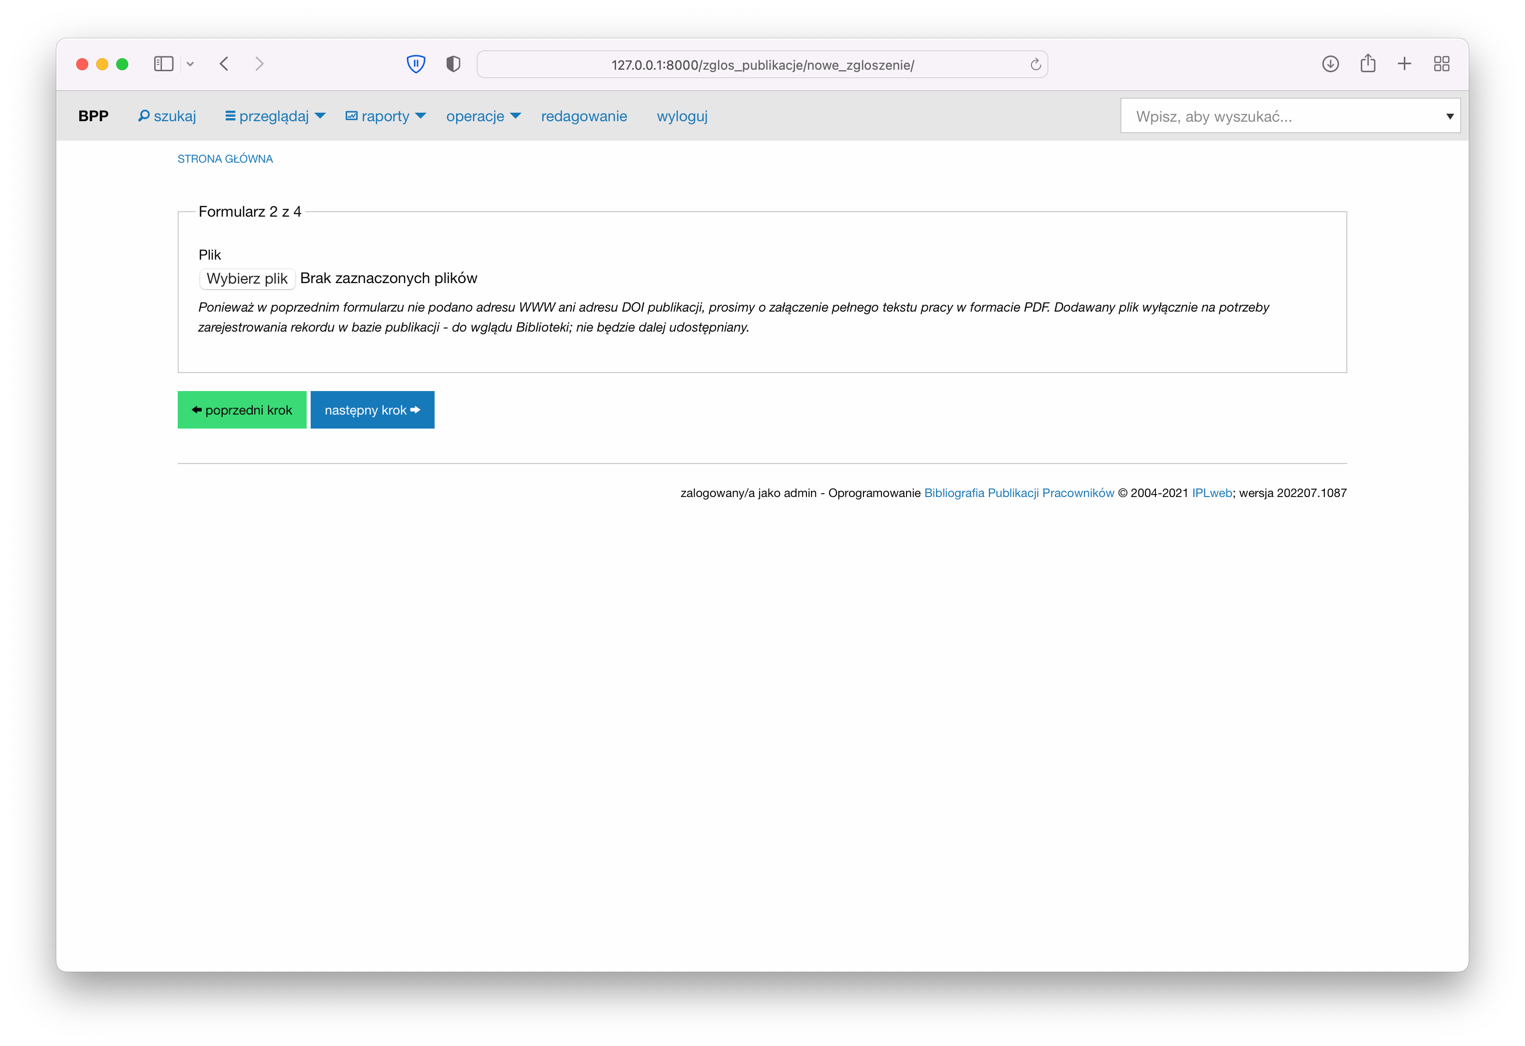 127.0.0.1:8000/zglos_publikacje/nowe_zgloszenie/
BPP szukaj przeglądaj raporty operacje redagowanie wyloguj Wpisz, aby wyszukać...
STRONA GŁÓWNA
Formularz 2 z 4
Plik
Wybierz plik Brak zaznaczonych plików
Ponieważ w poprzednim formularzu nie podano adresu WWW ani adresu DOI publikacji, prosimy o załączenie pełnego tekstu pracy w formacie PDF. Dodawany plik wyłącznie na potrzeby
zarejestrowania rekordu w bazie publikacji - do wglądu Biblioteki; nie będzie dalej udostępniany.
poprzedni krok następny krok
zalogowany/a jako admin - Oprogramowanie Bibliografia Publikacji Pracowników © 2004-2021 IPLweb; wersja 202207.1087